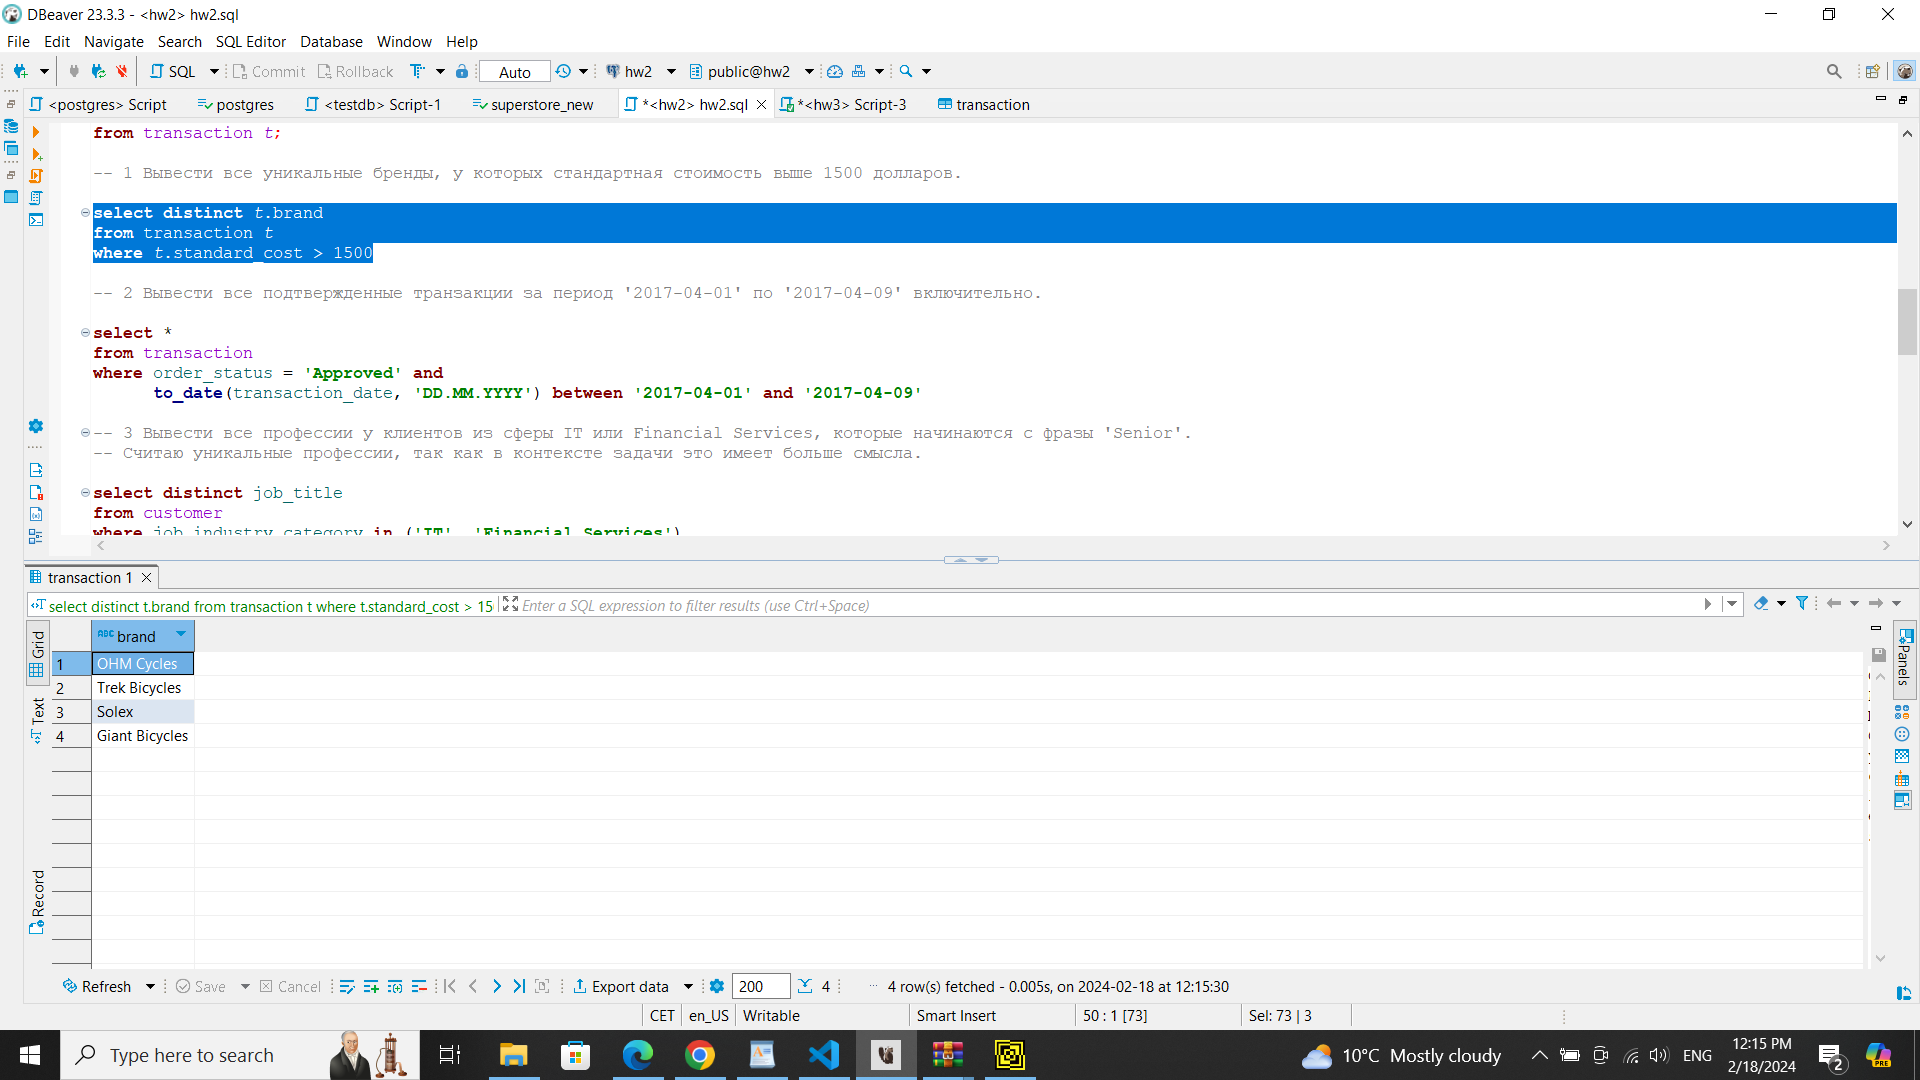 DBeaver 23.3.3 - <hw2> hw2.sql
File Edit Navigate Search SQL Editor Database Window Help
SQL Commit Rollback Auto hw2 public@hw2
<postgres> Script postgres <testdb> Script-1 superstore_new *<hw2> hw2.sql *<hw3> Script-3 transaction
from transaction t;
-- 1 Вывести все уникальные бренды, у которых стандартная стоимость выше 1500 долларов.
select distinct t.brand
from transaction t
where t.standard_cost > 1500
-- 2 Вывести все подтвержденные транзакции за период '2017-04-01' по '2017-04-09' включительно.
select *
from transaction
where order_status = 'Approved' and
to_date(transaction_date, 'DD.MM.YYYY') between '2017-04-01' and '2017-04-09'
-- 3 Вывести все профессии у клиентов из сферы IT или Financial Services, которые начинаются с фразы 'Senior'.
-- Считаю уникальные профессии, так как в контексте задачи это имеет больше смысла.
select distinct job_title
from customer
where job_industry_category in ('IT', 'Financial Services')
transaction 1
select distinct t.brand from transaction t where t.standard_cost > 15 Enter a SQL expression to filter results (use Ctrl+Space)
Grid
Text
Record
Panels
ABC brand
1 OHM Cycles
2 Trek Bicycles
3 Solex
4 Giant Bicycles
Refresh Save Cancel Export data 200 4 4 row(s) fetched - 0.005s, on 2024-02-18 at 12:15:30
CET en_US Writable Smart Insert 50 : 1 [73] Sel: 73 | 3
Type here to search 10°C Mostly cloudy ENG 12:15 PM
2/18/2024 2 PRE